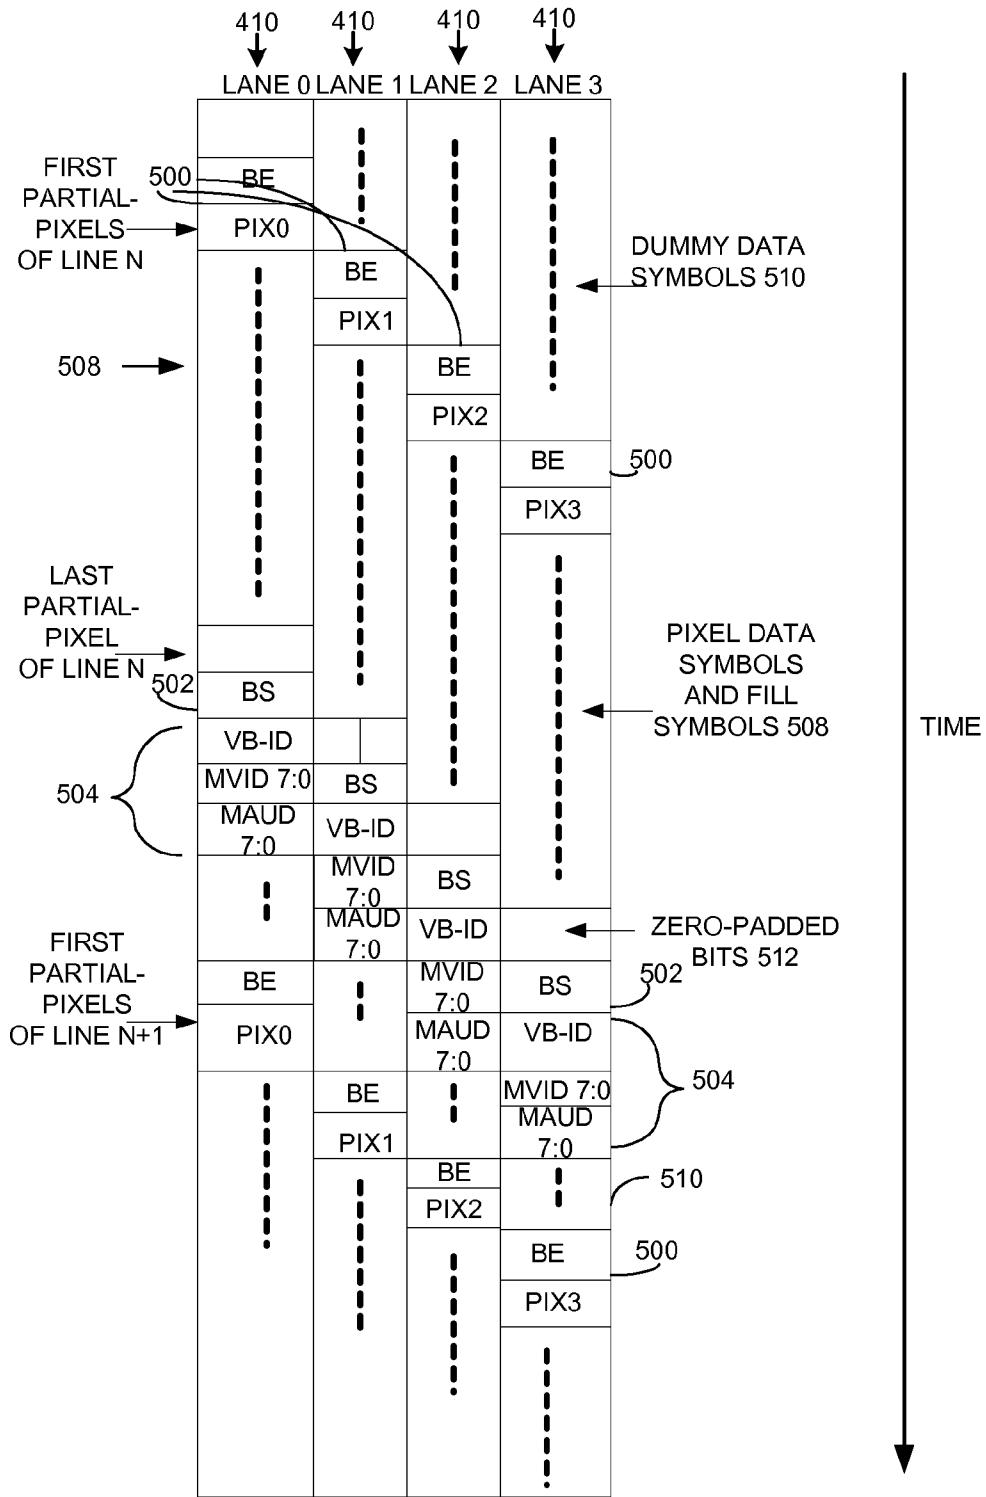 410 410 410 410
LANE 0 LANE 1 LANE 2 LANE 3
FIRST
PARTIAL-
PIXELS
OF LINE N
500
BE
PIX0
BE
PIX1
DUMMY DATA
SYMBOLS 510
508
BE
PIX2
BE
500
PIX3
LAST
PARTIAL-
PIXEL
OF LINE N
502
BS
PIXEL DATA
SYMBOLS
AND FILL
SYMBOLS 508
TIME
504
VB-ID
MVID 7:0
BS
MAUD
7:0
VB-ID
MVID
7:0
BS
MAUD
7:0
VB-ID
ZERO-PADDED
BITS 512
FIRST
PARTIAL-
PIXELS
OF LINE N+1
BE
PIX0
MVID
7:0
BS
502
MAUD
7:0
VB-ID
504
BE
MVID 7:0
PIX1
MAUD
7:0
BE
510
PIX2
BE
500
PIX3